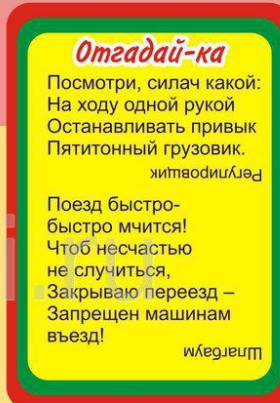 Отгадай-ка
Посмотри, силач какой:
На ходу одной рукой
Останавливать привык
Пятитонный грузовик.
Регулировщик
Поезд быстро-
быстро мчится!
Чтоб несчастью
не случиться,
Закрываю переезд –
Запрещен машинам
въезд!
Шлагбаум
i.ru